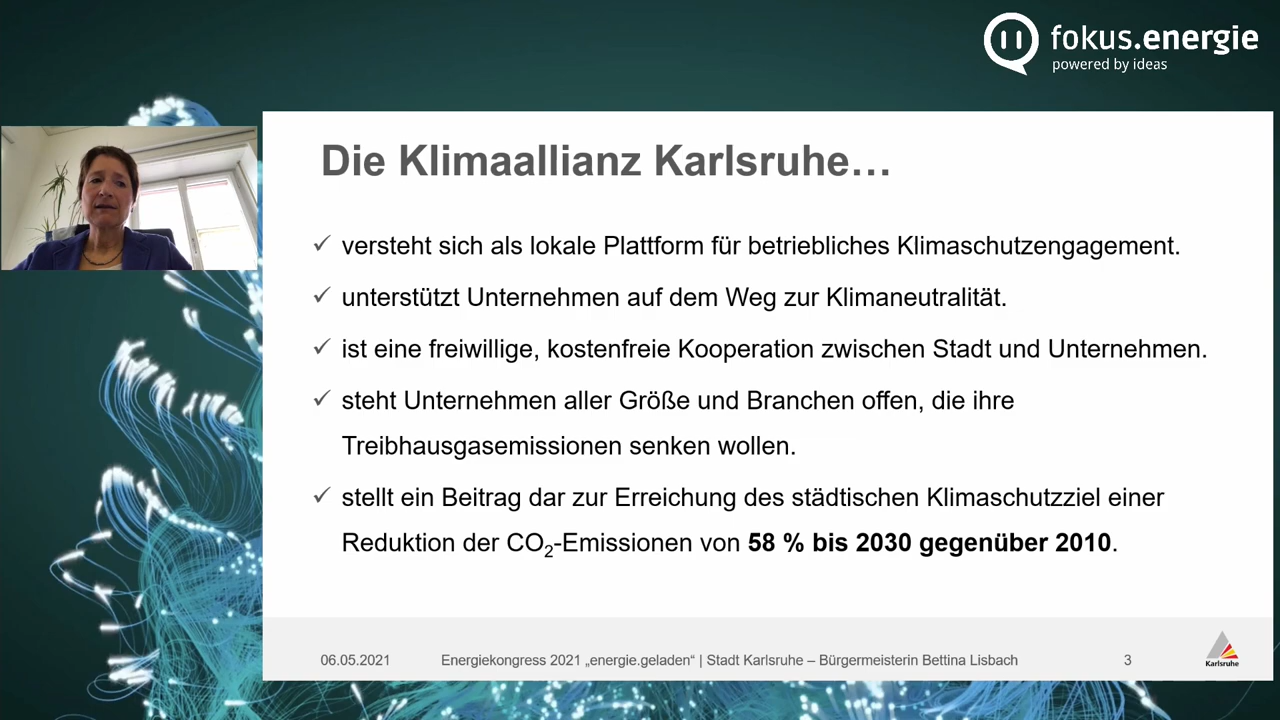 fokus.energie
powered by ideas
Die Klimaallianz Karlsruhe…
✓ versteht sich als lokale Plattform für betriebliches Klimaschutzengagement.
✓ unterstützt Unternehmen auf dem Weg zur Klimaneutralität.
✓ ist eine freiwillige, kostenfreie Kooperation zwischen Stadt und Unternehmen.
✓ steht Unternehmen aller Größe und Branchen offen, die ihre
Treibhausgasemissionen senken wollen.
✓ stellt ein Beitrag dar zur Erreichung des städtischen Klimaschutzziel einer
Reduktion der CO₂-Emissionen von 58 % bis 2030 gegenüber 2010.
06.05.2021 Energiekongress 2021 „energie.geladen“ | Stadt Karlsruhe – Bürgermeisterin Bettina Lisbach 3
Karlsruhe